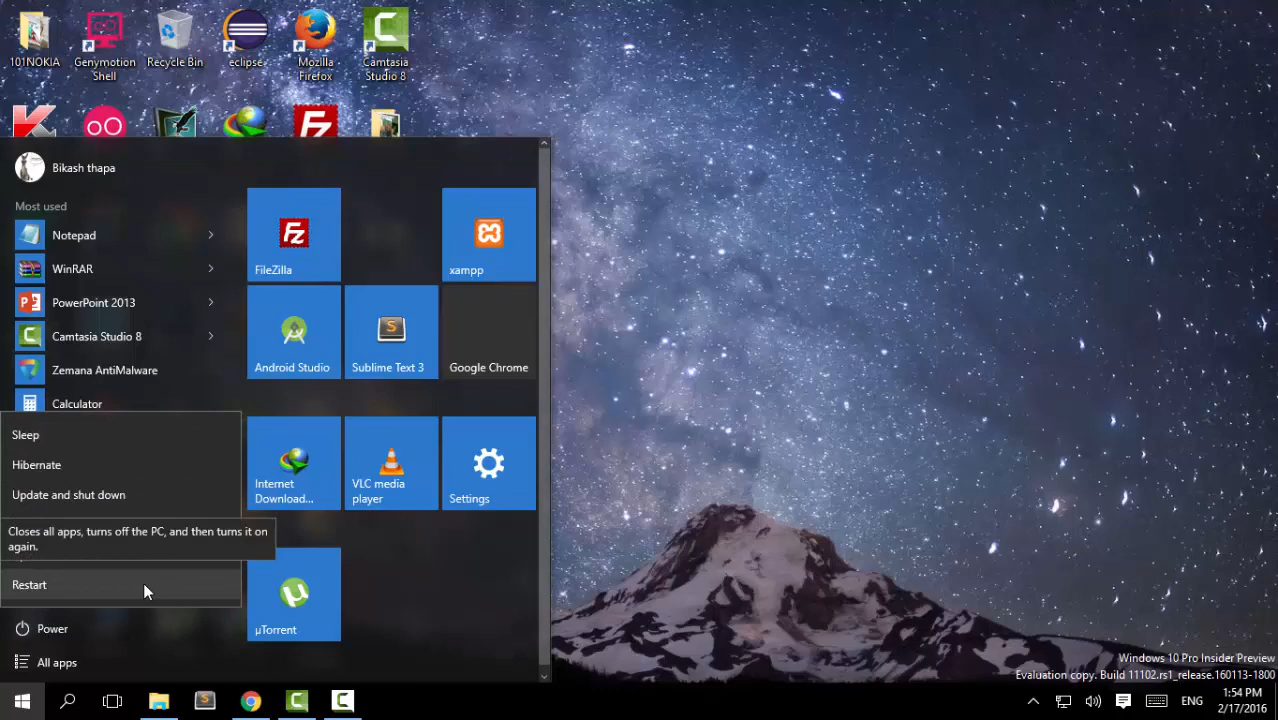 101NOKIA
Genymotion
Shell
Recycle Bin
eclipse
Mozilla
Firefox
Camtasia
Studio 8
Bikash thapa
Most used
Notepad
WinRAR
PowerPoint 2013
Camtasia Studio 8
Zemana AntiMalware
Calculator
Sleep
Hibernate
Update and shut down
Closes all apps, turns off the PC, and then turns it on
again.
Restart
Power
All apps
FileZilla
xampp
Android Studio
Sublime Text 3
Google Chrome
Internet
Download...
VLC media
player
Settings
µTorrent
Windows 10 Pro Insider Preview
Evaluation copy. Build 11102.rs1_release.160113-1800
ENG
1:54 PM
2/17/2016